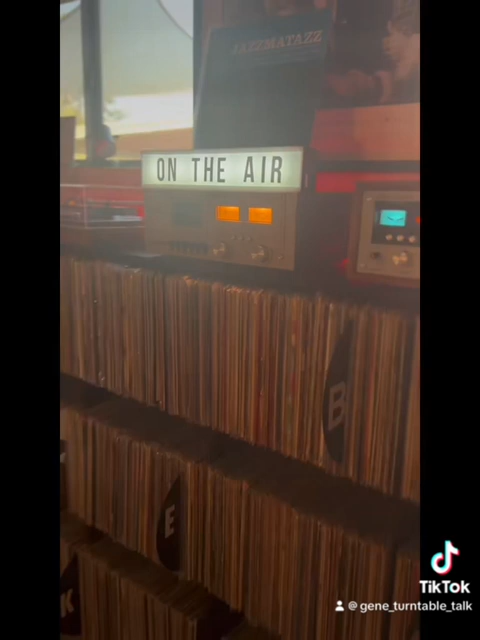 JAZZMATAZZ
ON THE AIR
B
E
K
TikTok
@ gene_turntable_talk